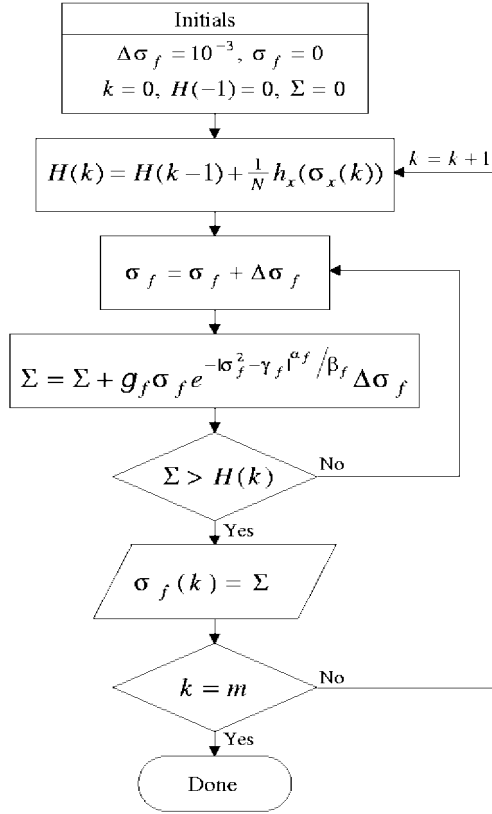 Initials
Δσ_f = 10^{-3}, σ_f = 0
k = 0, H(−1) = 0, Σ = 0
H(k) = H(k−1) + \frac{1}{N} h_x(σ_x(k))
k = k + 1
σ_f = σ_f + Δσ_f
Σ = Σ + g_f σ_f e^{-|σ_f^2 − γ_f|^{α_f}/β_f} Δσ_f
Σ > H(k)
No
Yes
σ_f(k) = Σ
k = m
No
Yes
Done